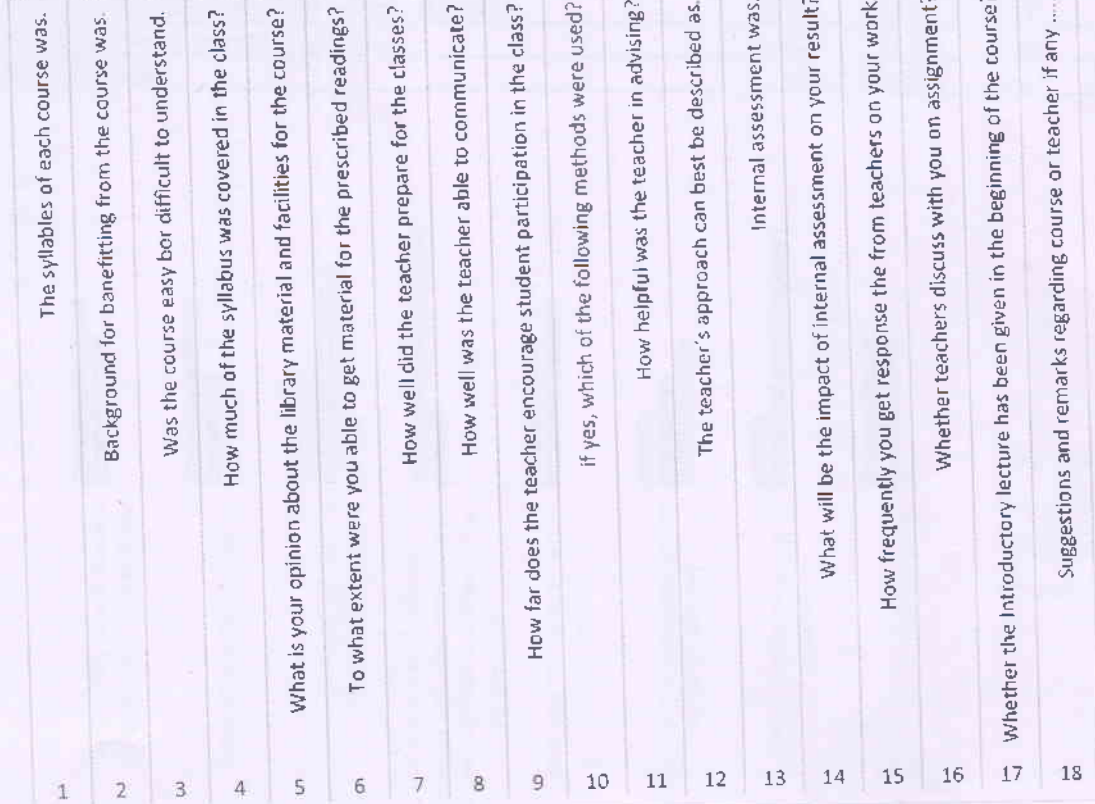 1 The syllables of each course was.
2 Background for banefitting from the course was.
3 Was the course easy bor difficult to understand.
4 How much of the syllabus was covered in the class?
5 What is your opinion about the library material and facilities for the course?
6 To what extent were you able to get material for the prescribed readings?
7 How well did the teacher prepare for the classes?
8 How well was the teacher able to communicate?
9 How far does the teacher encourage student participation in the class?
10 if yes, which of the following methods were used?
11 How helpful was the teacher in advising?
12 The teacher's approach can best be described as.
13 Internal assessment was.
14 What will be the impact of internal assessment on your result?
15 How frequently you get response the from teachers on your work
16 Whether teachers discuss with you on assignment?
17 Whether the Introductory lecture has been given in the beginning of the course?
18 Suggestions and remarks regarding course or teacher if any .....